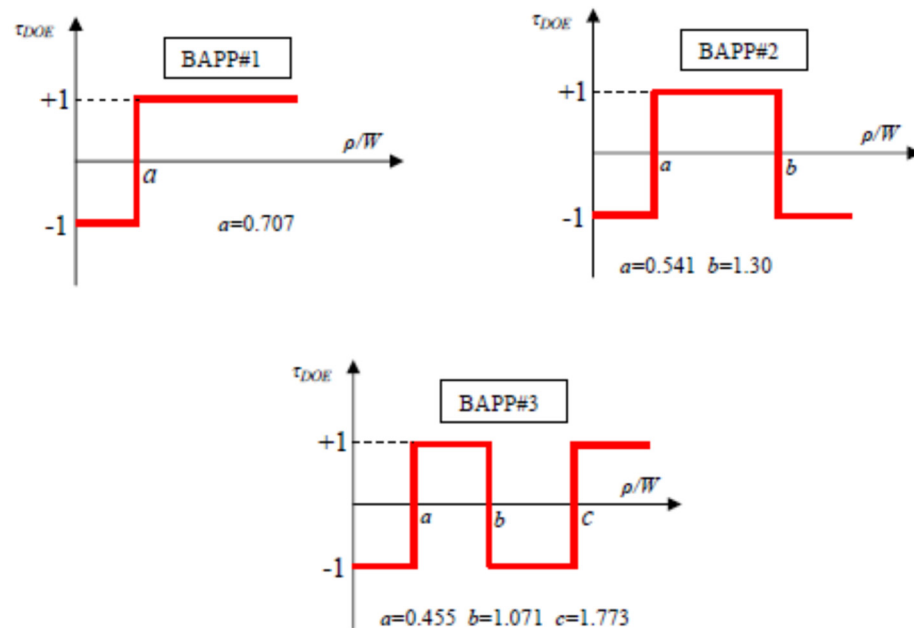 τDOE
BAPP#1
+1
ρ/W
a
-1
a=0.707
τDOE
BAPP#2
+1
ρ/W
a
b
-1
a=0.541 b=1.30
τDOE
BAPP#3
+1
ρ/W
a
b
c
-1
a=0.455 b=1.071 c=1.773